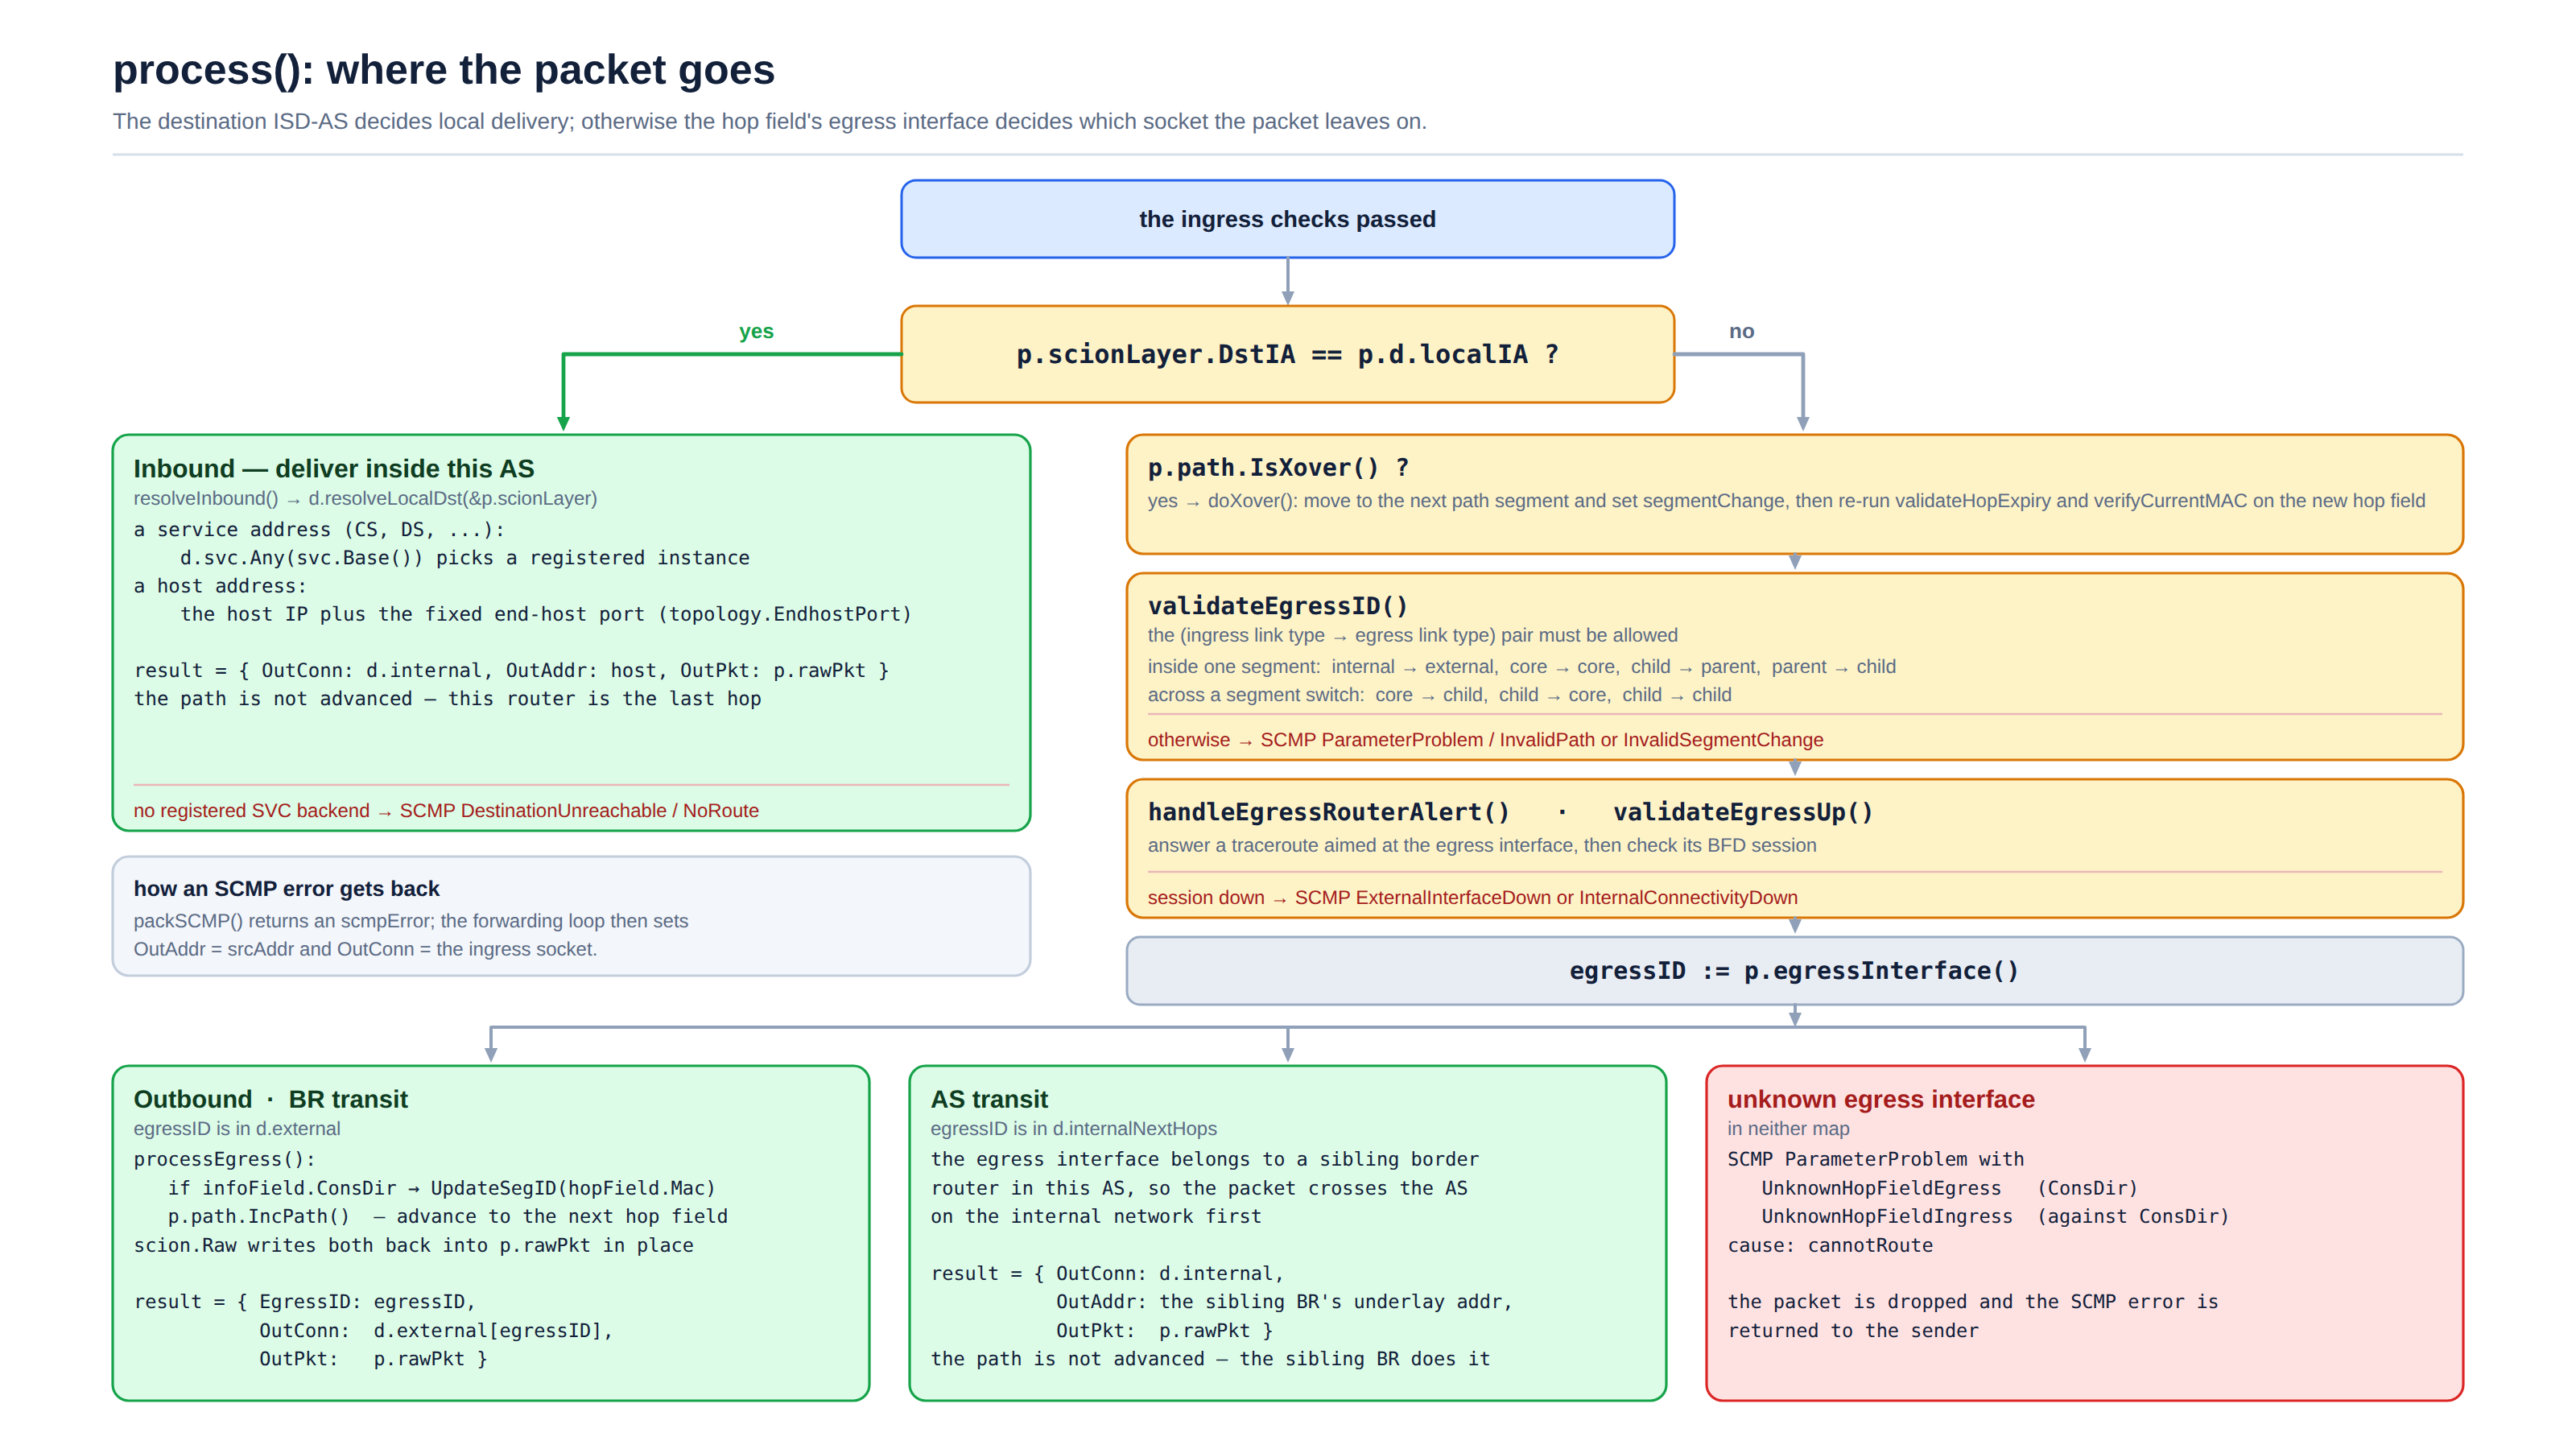 process(): where the packet goes
The destination ISD-AS decides local delivery; otherwise the hop field's egress interface decides which socket the packet leaves on.
the ingress checks passed
p.scionLayer.DstIA == p.d.localIA ?
yes
no
Inbound — deliver inside this AS
resolveInbound() → d.resolveLocalDst(&p.scionLayer)
a service address (CS, DS, ...):
    d.svc.Any(svc.Base()) picks a registered instance
a host address:
    the host IP plus the fixed end-host port (topology.EndhostPort)
result = { OutConn: d.internal, OutAddr: host, OutPkt: p.rawPkt }
the path is not advanced — this router is the last hop
no registered SVC backend → SCMP DestinationUnreachable / NoRoute
how an SCMP error gets back
packSCMP() returns an scmpError; the forwarding loop then sets
OutAddr = srcAddr and OutConn = the ingress socket.
p.path.IsXover() ?
yes → doXover(): move to the next path segment and set segmentChange, then re-run validateHopExpiry and verifyCurrentMAC on the new hop field
validateEgressID()
the (ingress link type → egress link type) pair must be allowed
inside one segment:  internal → external,  core → core,  child → parent,  parent → child
across a segment switch:  core → child,  child → core,  child → child
otherwise → SCMP ParameterProblem / InvalidPath or InvalidSegmentChange
handleEgressRouterAlert()   ·   validateEgressUp()
answer a traceroute aimed at the egress interface, then check its BFD session
session down → SCMP ExternalInterfaceDown or InternalConnectivityDown
egressID := p.egressInterface()
Outbound · BR transit
egressID is in d.external
processEgress():
   if infoField.ConsDir → UpdateSegID(hopField.Mac)
   p.path.IncPath()  — advance to the next hop field
scion.Raw writes both back into p.rawPkt in place
result = { EgressID: egressID,
           OutConn:  d.external[egressID],
           OutPkt:   p.rawPkt }
AS transit
egressID is in d.internalNextHops
the egress interface belongs to a sibling border
router in this AS, so the packet crosses the AS
on the internal network first
result = { OutConn: d.internal,
           OutAddr: the sibling BR's underlay addr,
           OutPkt:  p.rawPkt }
the path is not advanced — the sibling BR does it
unknown egress interface
in neither map
SCMP ParameterProblem with
   UnknownHopFieldEgress   (ConsDir)
   UnknownHopFieldIngress  (against ConsDir)
cause: cannotRoute
the packet is dropped and the SCMP error is
returned to the sender